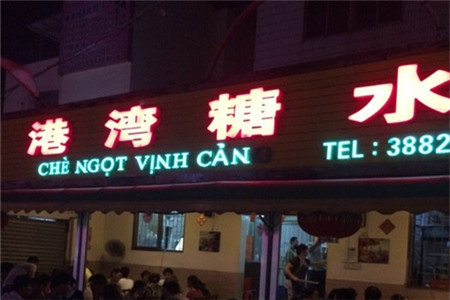 港湾糖水
CHÈ NGỌT VỊNH CẢN
TEL：3882